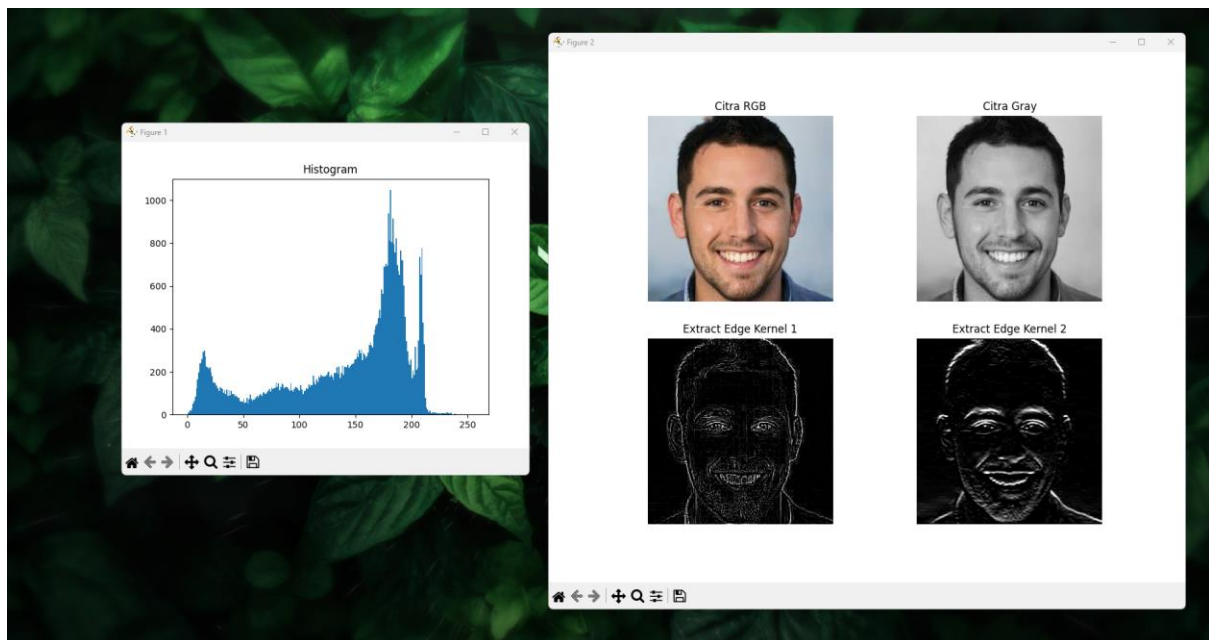 Figure 1
Histogram
1000
800
600
400
200
0
0 50 100 150 200 250
Figure 2
Citra RGB
Citra Gray
Extract Edge Kernel 1
Extract Edge Kernel 2